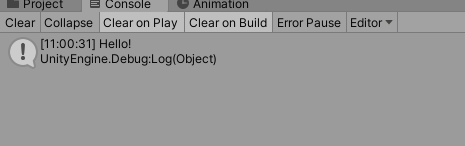 Project Console Animation
Clear Collapse Clear on Play Clear on Build Error Pause Editor
[11:00:31] Hello!
UnityEngine.Debug:Log(Object)